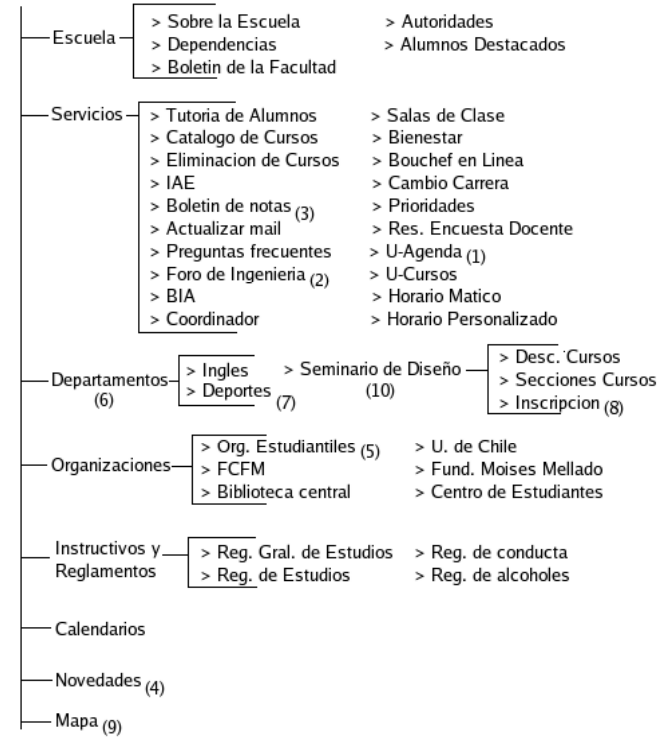 Escuela
> Sobre la Escuela > Autoridades
> Dependencias > Alumnos Destacados
> Boletin de la Facultad
Servicios
> Tutoria de Alumnos > Salas de Clase
> Catalogo de Cursos > Bienestar
> Eliminacion de Cursos > Bouchef en Linea
> IAE > Cambio Carrera
> Boletin de notas (3) > Prioridades
> Actualizar mail > Res. Encuesta Docente
> Preguntas frecuentes > U-Agenda (1)
> Foro de Ingenieria (2) > U-Cursos
> BIA > Horario Matico
> Coordinador > Horario Personalizado
Departamentos
(6)
> Ingles > Seminario de Diseño
> Deportes (7) (10)
> Desc. Cursos
> Secciones Cursos
> Inscripcion (8)
Organizaciones
> Org. Estudiantiles (5) > U. de Chile
> FCFM > Fund. Moises Mellado
> Biblioteca central > Centro de Estudiantes
Instructivos y
Reglamentos
> Reg. Gral. de Estudios > Reg. de conducta
> Reg. de Estudios > Reg. de alcoholes
Calendarios
Novedades (4)
Mapa (9)